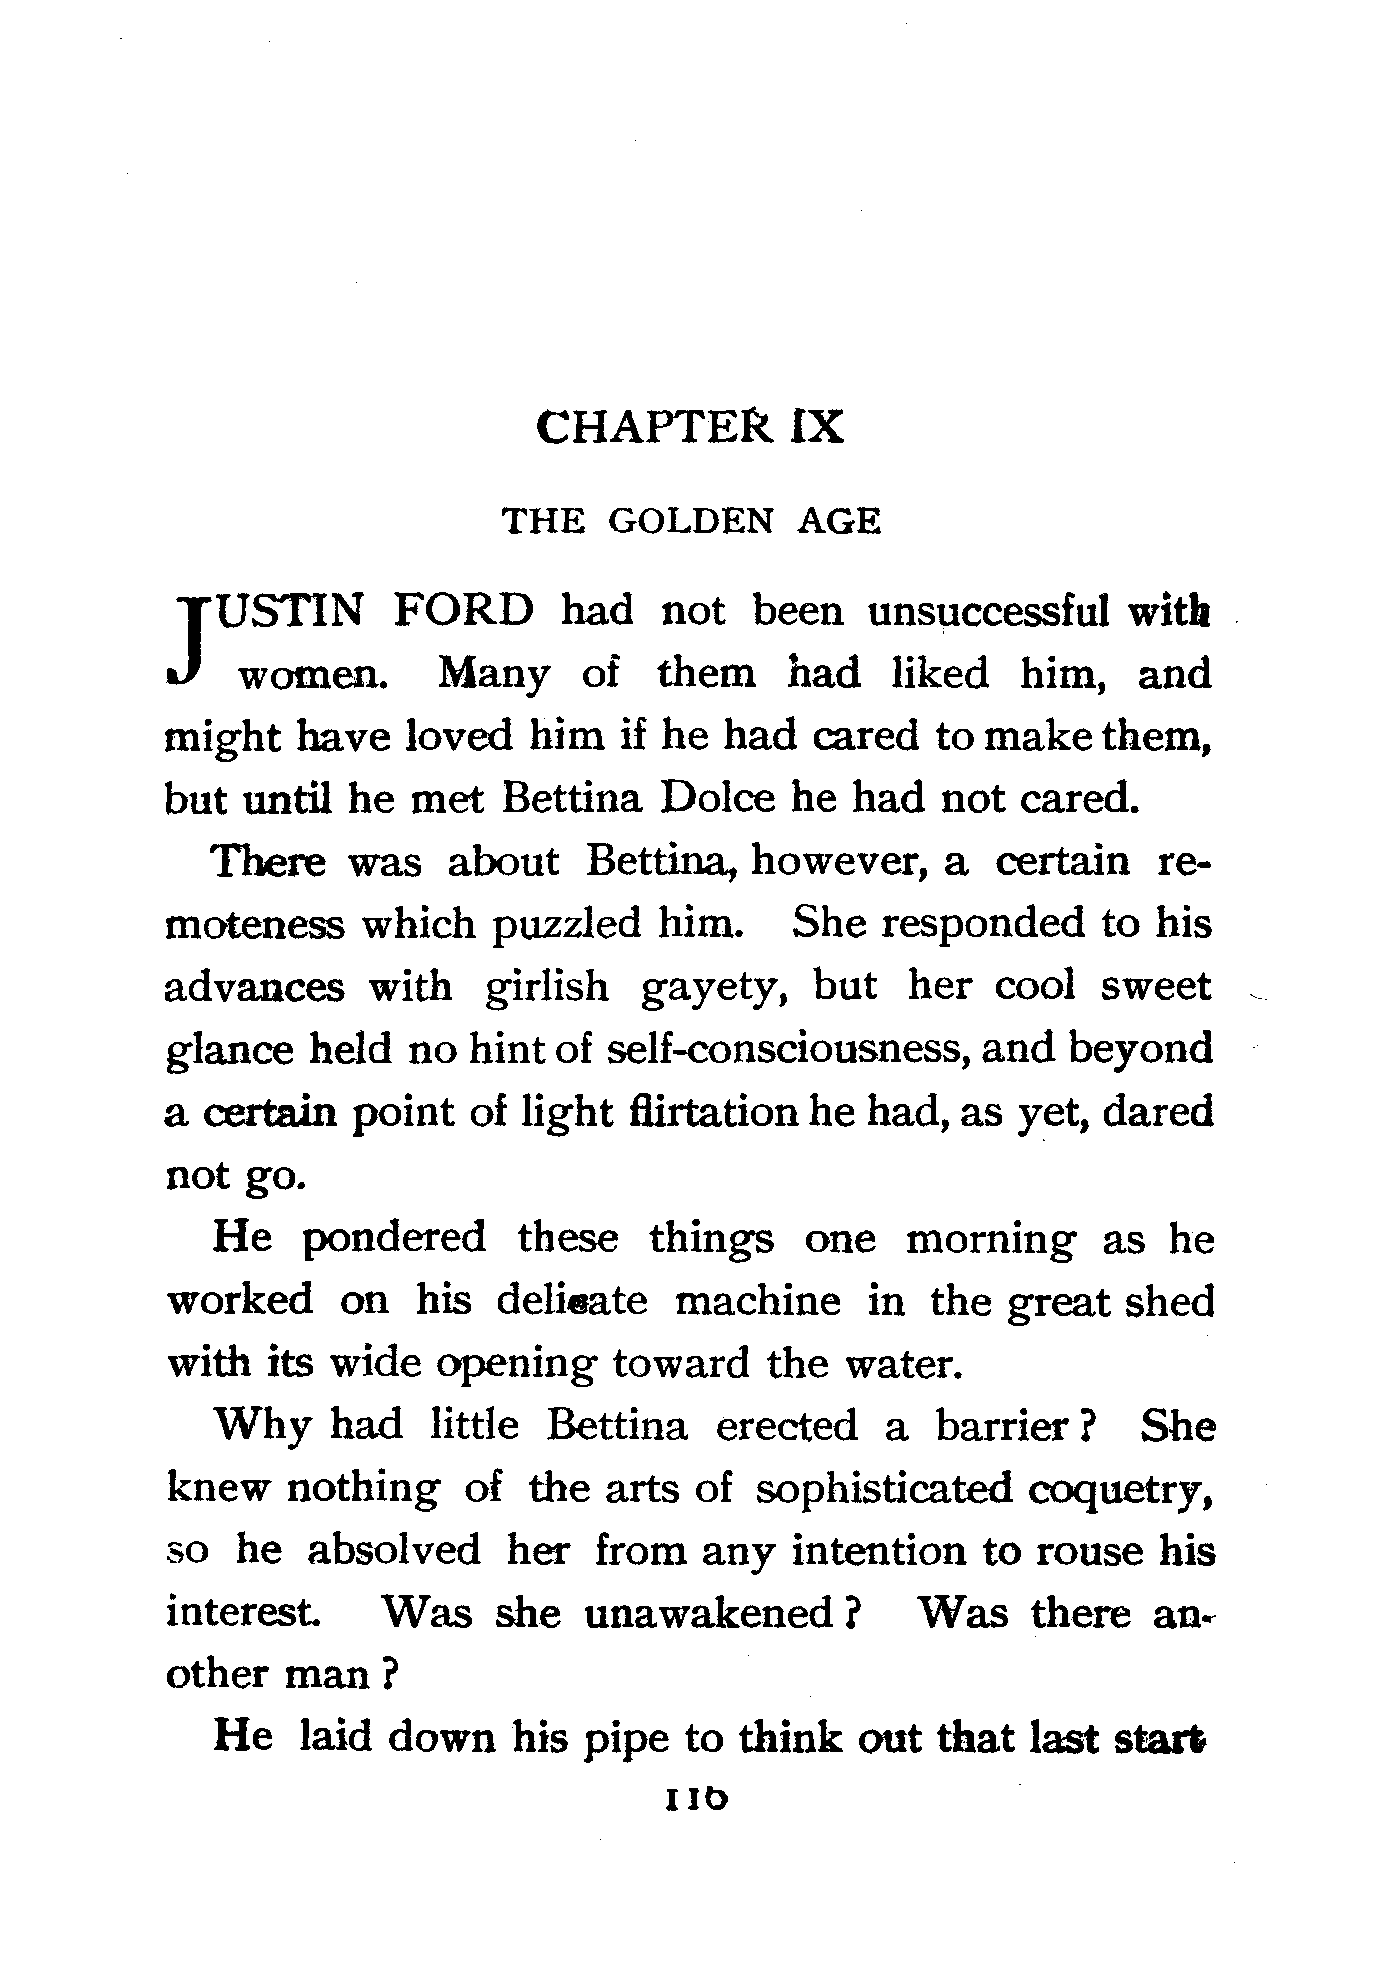 CHAPTER IX
THE GOLDEN AGE
JUSTIN FORD had not been unsuccessful with
women. Many of them had liked him, and
might have loved him if he had cared to make them,
but until he met Bettina Dolce he had not cared.
There was about Bettina, however, a certain re-
moteness which puzzled him. She responded to his
advances with girlish gayety, but her cool sweet
glance held no hint of self-consciousness, and beyond
a certain point of light flirtation he had, as yet, dared
not go.
He pondered these things one morning as he
worked on his delicate machine in the great shed
with its wide opening toward the water.
Why had little Bettina erected a barrier? She
knew nothing of the arts of sophisticated coquetry,
so he absolved her from any intention to rouse his
interest. Was she unawakened? Was there an-
other man?
He laid down his pipe to think out that last start
116